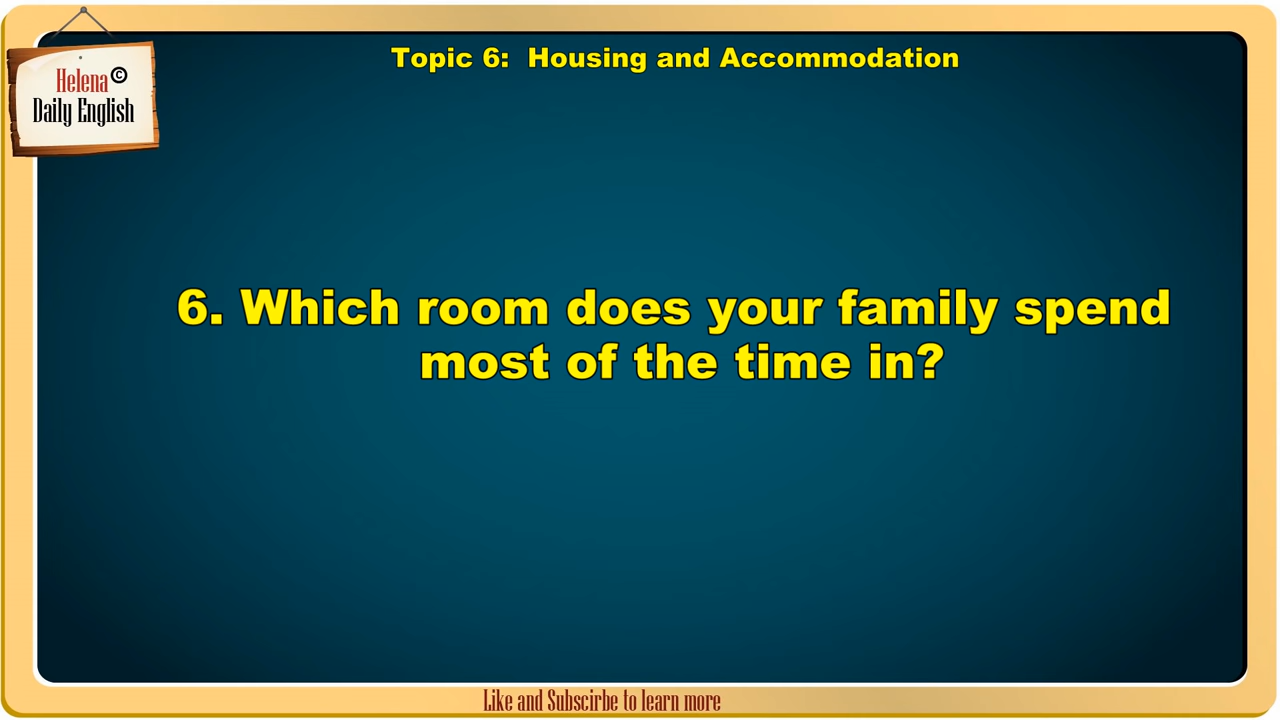 Topic 6: Housing and Accommodation
Helena ©
Daily English
6. Which room does your family spend
most of the time in?
Like and Subscirbe to learn more